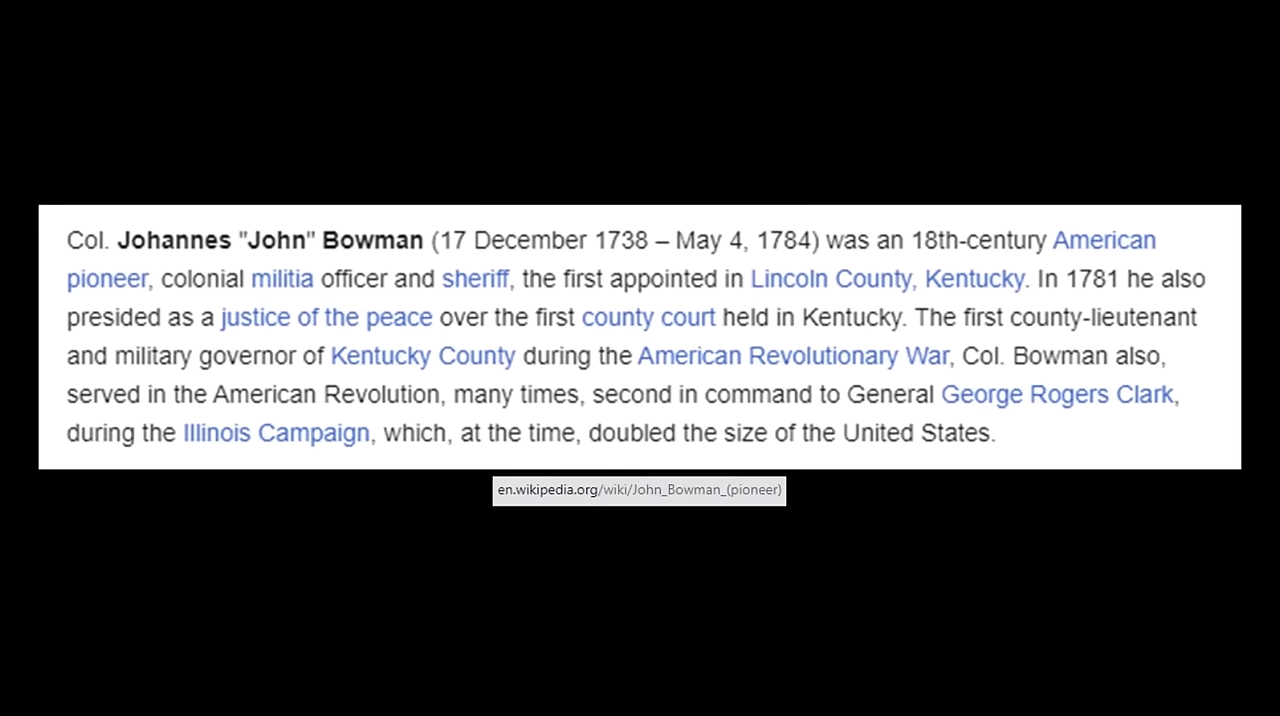 Col. Johannes "John" Bowman (17 December 1738 – May 4, 1784) was an 18th-century American
pioneer, colonial militia officer and sheriff, the first appointed in Lincoln County, Kentucky. In 1781 he also
presided as a justice of the peace over the first county court held in Kentucky. The first county-lieutenant
and military governor of Kentucky County during the American Revolutionary War, Col. Bowman also,
served in the American Revolution, many times, second in command to General George Rogers Clark,
during the Illinois Campaign, which, at the time, doubled the size of the United States.
en.wikipedia.org/wiki/John_Bowman_(pioneer)